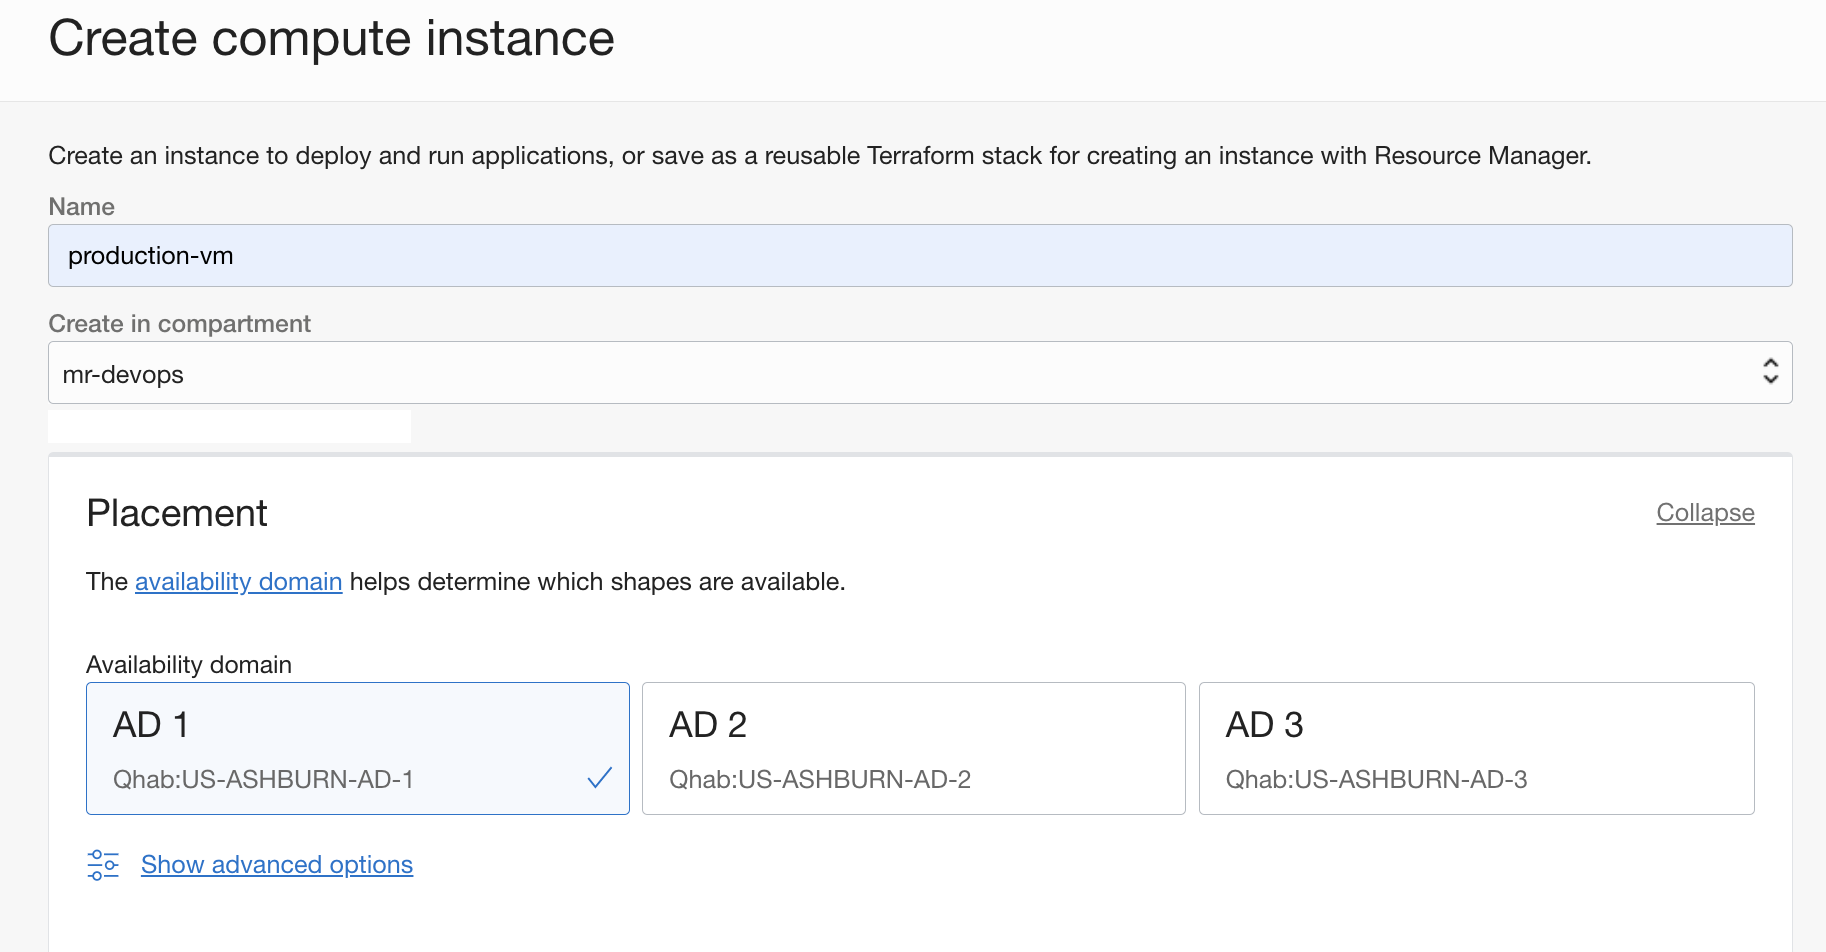 Create compute instance
Create an instance to deploy and run applications, or save as a reusable Terraform stack for creating an instance with Resource Manager.
Name
production-vm
Create in compartment
mr-devops
Placement
Collapse
The availability domain helps determine which shapes are available.
Availability domain
AD 1
Qhab:US-ASHBURN-AD-1
AD 2
Qhab:US-ASHBURN-AD-2
AD 3
Qhab:US-ASHBURN-AD-3
Show advanced options